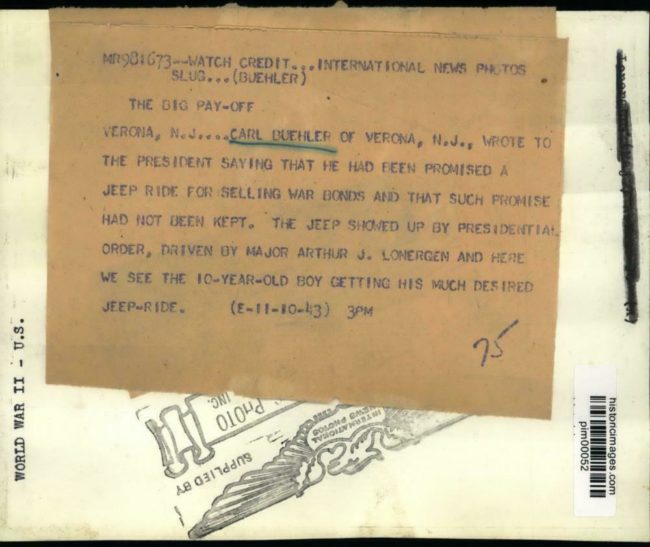 MR981673--WATCH CREDIT...INTERNATIONAL NEWS PHOTOS
SLUG...(BUEHLER)
THE BIG PAY-OFF
VERONA, N.J....CARL BUEHLER OF VERONA, N.J., WROTE TO
THE PRESIDENT SAYING THAT HE HAD BEEN PROMISED A
JEEP RIDE FOR SELLING WAR BONDS AND THAT SUCH PROMISE
HAD NOT BEEN KEPT. THE JEEP SHOWED UP BY PRESIDENTIAL
ORDER, DRIVEN BY MAJOR ARTHUR J. LONERGEN AND HERE
WE SEE THE 10-YEAR-OLD BOY GETTING HIS MUCH DESIRED
JEEP-RIDE. (E-11-10-43) 3PM
75
WORLD WAR II - U.S.
PHOTO
INC.
SUPPLIED BY
INTERNATIONAL
NEWS PHOTOS
historicimages.com
pim00052